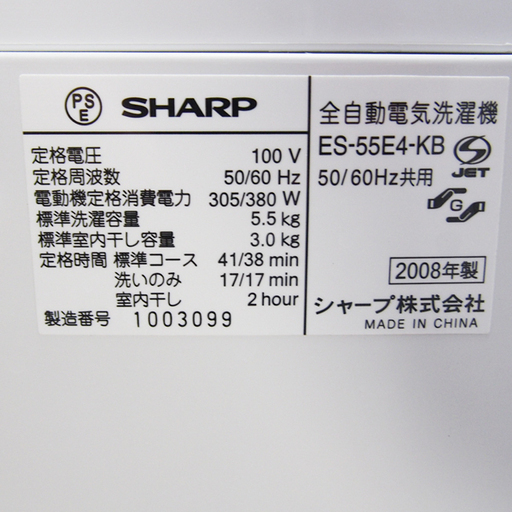 PS
E
SHARP
定格電圧 100 V
定格周波数 50/60 Hz
電動機定格消費電力 305/380 W
標準洗濯容量 5.5 kg
標準室内干し容量 3.0 kg
定格時間 標準コース 41/38 min
洗いのみ 17/17 min
室内干し 2 hour
製造番号 1003099
全自動電気洗濯機
ES-55E4-KB
S
JET
50/60Hz共用
G
2008年製
シャープ株式会社
MADE IN CHINA